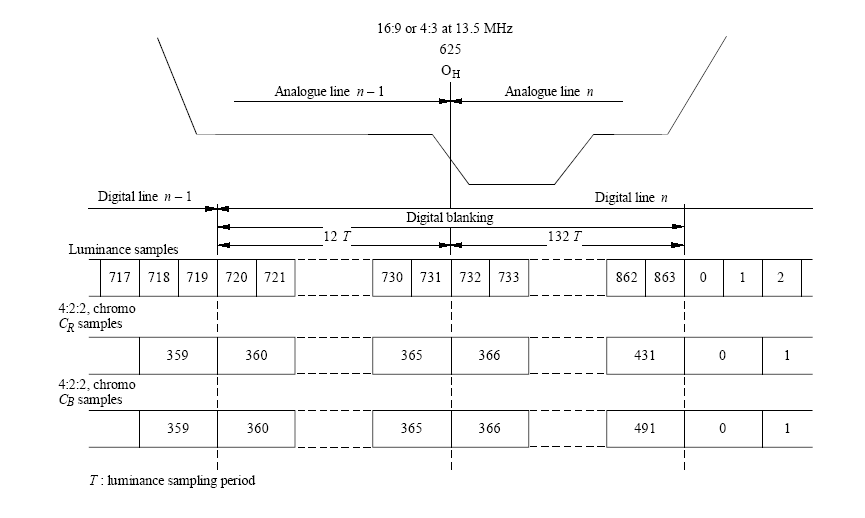 16:9 or 4:3 at 13.5 MHz
625
OH
Analogue line n – 1 Analogue line n
Digital line n – 1 Digital line n
Digital blanking
12 T 132 T
Luminance samples
717 718 719 720 721 730 731 732 733 862 863 0 1 2
4:2:2, chromo
CR samples
359 360 365 366 431 0 1
4:2:2, chromo
CB samples
359 360 365 366 491 0 1
T : luminance sampling period